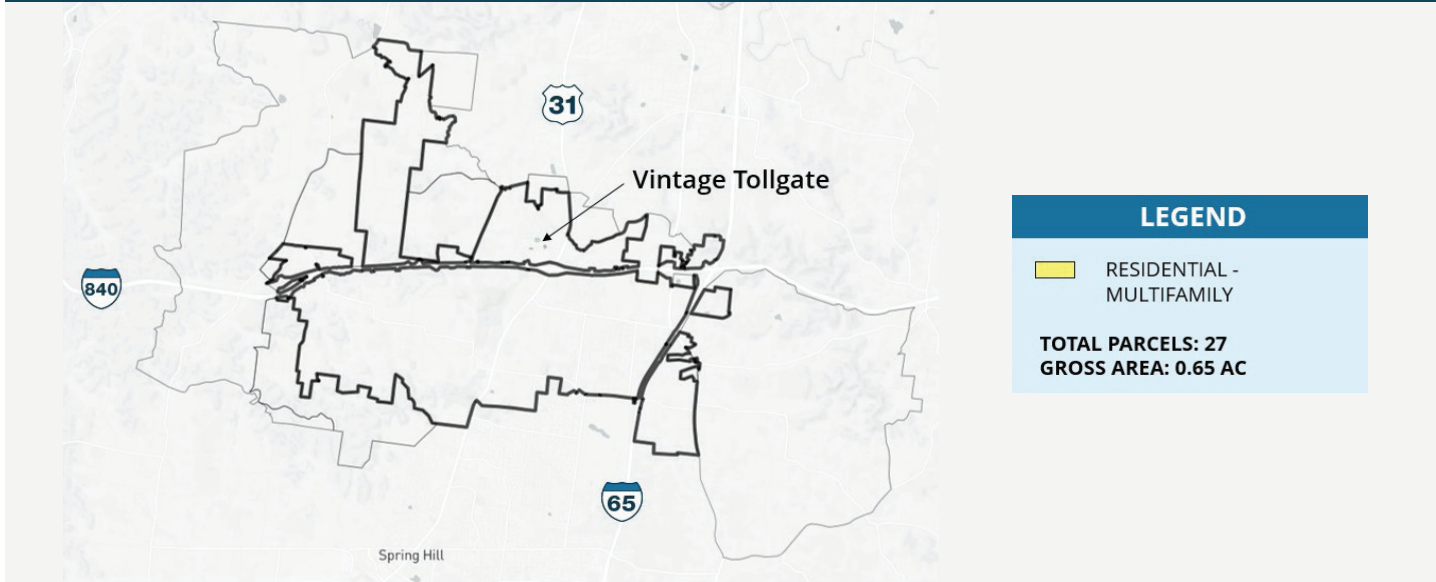 31
Vintage Tollgate
840
65
Spring Hill
LEGEND
RESIDENTIAL -
MULTIFAMILY
TOTAL PARCELS: 27
GROSS AREA: 0.65 AC